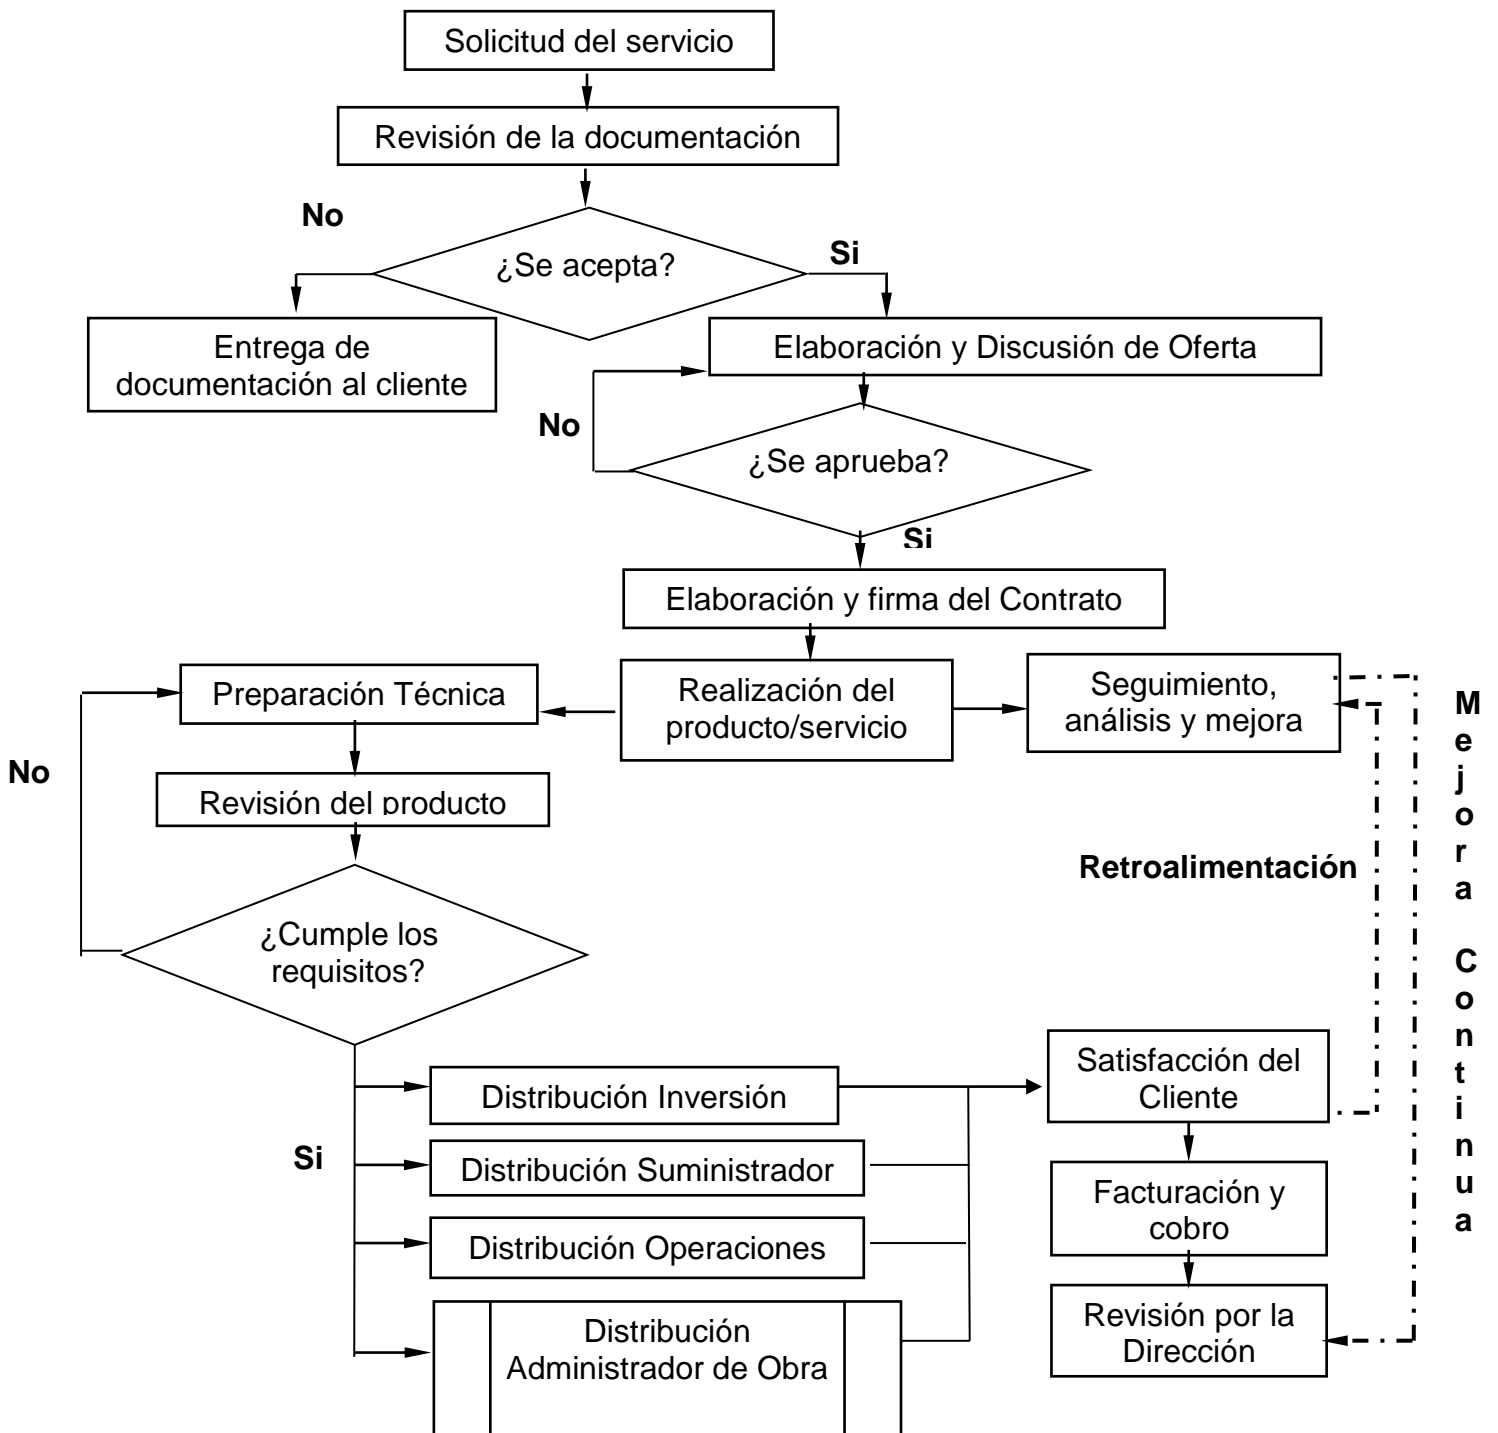 Solicitud del servicio
Revisión de la documentación
No
¿Se acepta?
Si
Entrega de
documentación al cliente
Elaboración y Discusión de Oferta
No
¿Se aprueba?
Si
Elaboración y firma del Contrato
Preparación Técnica
Realización del
producto/servicio
Seguimiento,
análisis y mejora
No
Revisión del producto
Retroalimentación
Mejora Continua
¿Cumple los
requisitos?
Si
Distribución Inversión
Distribución Suministrador
Distribución Operaciones
Distribución
Administrador de Obra
Satisfacción del
Cliente
Facturación y
cobro
Revisión por la
Dirección